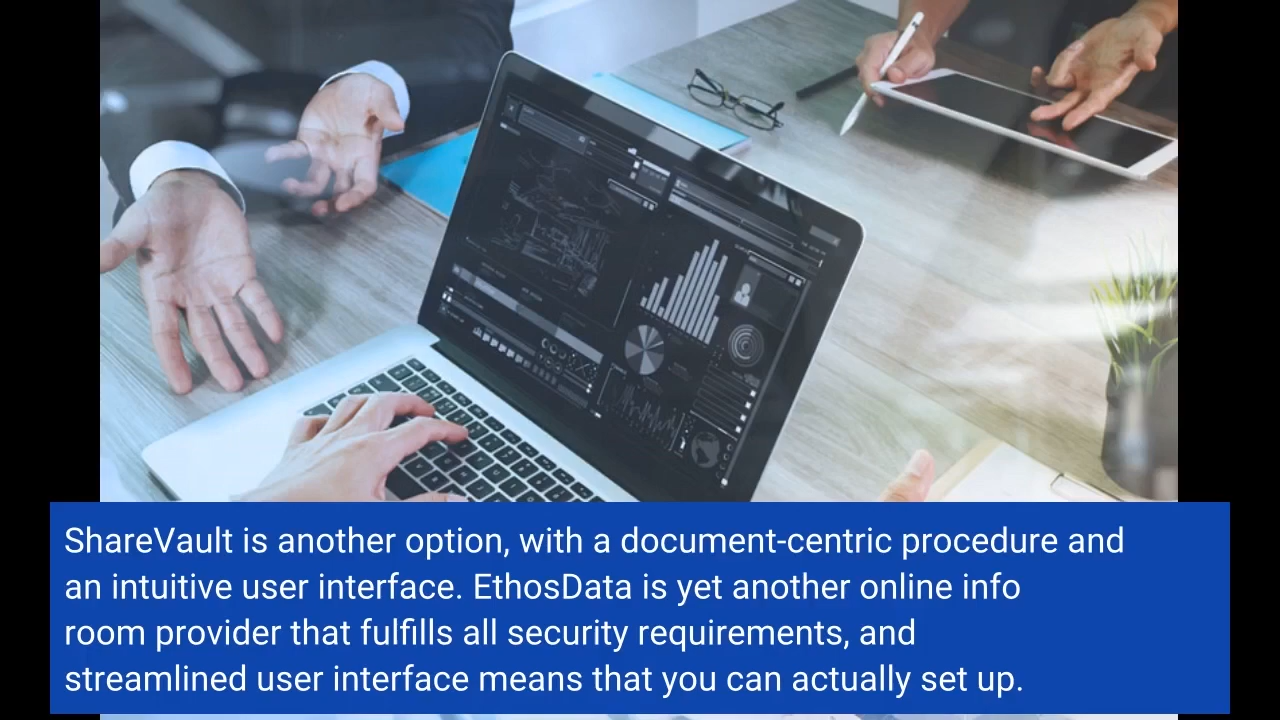 ShareVault is another option, with a document-centric procedure and
an intuitive user interface. EthosData is yet another online info
room provider that fulfills all security requirements, and
streamlined user interface means that you can actually set up.